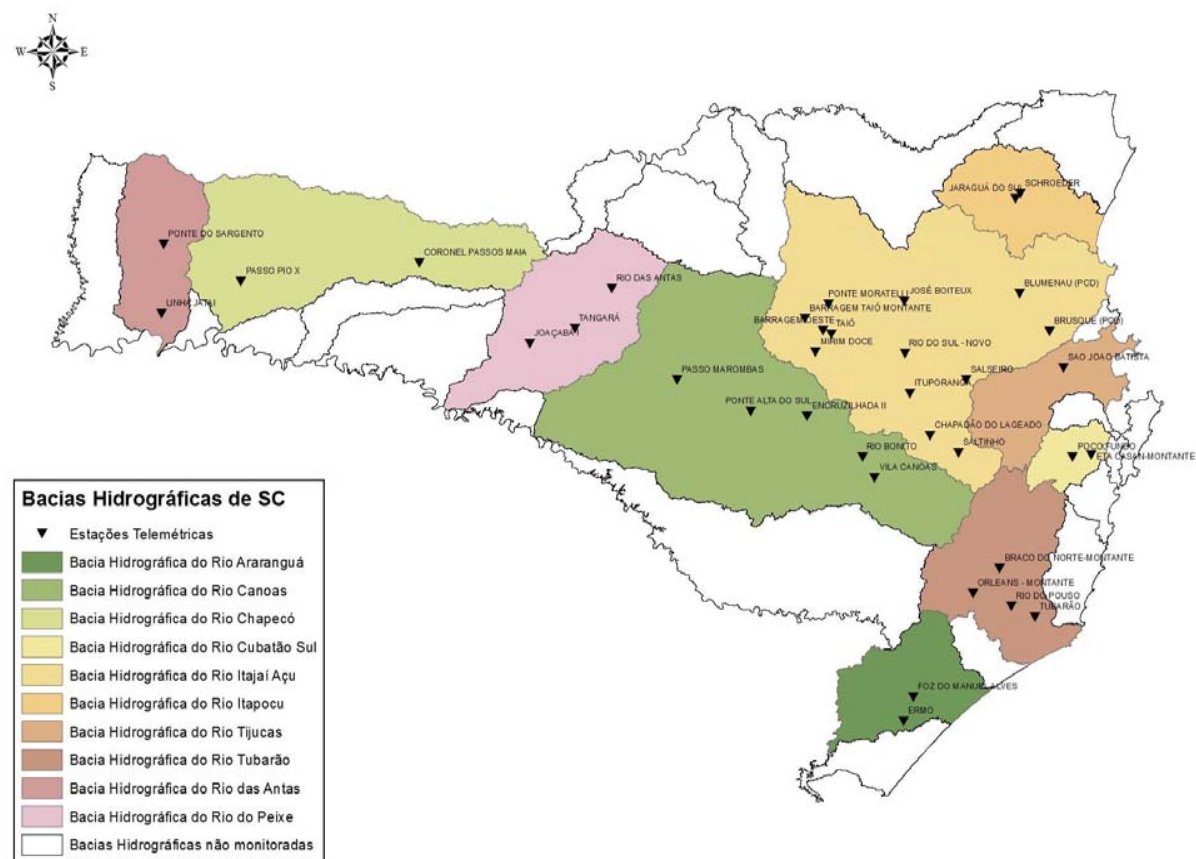 N
W
E
S
JARAGUÁ DO SUL
SCHROEDER
PONTE DO SARGENTO
CORONEL PASSOS MAIA
PASSO PIO X
LINHA JATAÍ
RIO DAS ANTAS
TANGARÁ
JOAÇABA I
PONTE MORATELLI
JOSÉ BOITEUX
BLUMENAU (PCD)
BARRAGEM TAIÓ MONTANTE
BARRAGEM OESTE
TAIÓ
BRUSQUE (PCD)
MIRIM DOCE
RIO DO SUL - NOVO
SAO JOAO BATISTA
PASSO MAROMBAS
SALSEIRO
ITUPORANGA
PONTE ALTA DO SUL
ENCRUZILHADA II
CHAPADÃO DO LAGEADO
SALTINHO
RIO BONITO
POÇO FUNDO
ETA CASAN-MONTANTE
VILA CANOAS
BRACO DO NORTE-MONTANTE
ORLEANS - MONTANTE
RIO DO POUSO
TUBARÃO
FOZ DO MANUEL ALVES
ERMO
Bacias Hidrográficas de SC
Estações Telemétricas
Bacia Hidrográfica do Rio Araranguá
Bacia Hidrográfica do Rio Canoas
Bacia Hidrográfica do Rio Chapecó
Bacia Hidrográfica do Rio Cubatão Sul
Bacia Hidrográfica do Rio Itajaí Açu
Bacia Hidrográfica do Rio Itapocu
Bacia Hidrográfica do Rio Tijucas
Bacia Hidrográfica do Rio Tubarão
Bacia Hidrográfica do Rio das Antas
Bacia Hidrográfica do Rio do Peixe
Bacias Hidrográficas não monitoradas